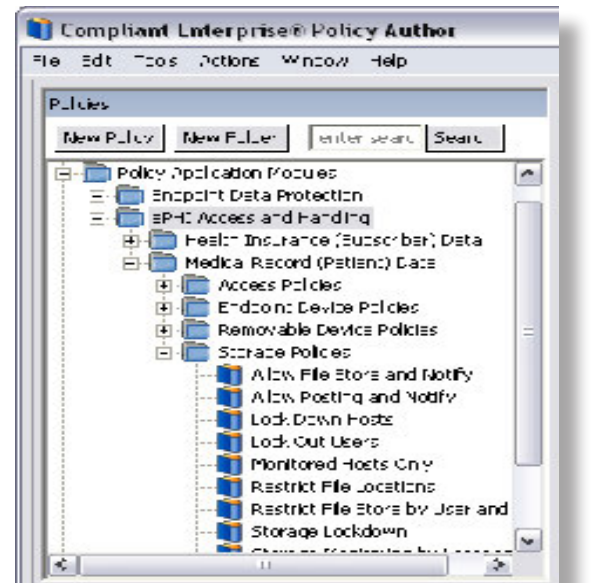 Compliant Enterprise® Policy Author
File Edit Tools Actions Window Help
Policies
New Policy New Folder enter searc Searc
Policy Application Modules
Endpoint Data Protection
ePHI Access and Handling
Health Insurance (Subscriber) Data
Medical Record (Patient) Data
Access Policies
Endpoint Device Policies
Removable Device Policies
Storage Policies
Allow File Store and Notify
Allow Posting and Notify
Lock Down Hosts
Lock Out Users
Monitored Hosts Only
Restrict File Locations
Restrict File Store by User and
Storage Lockdown